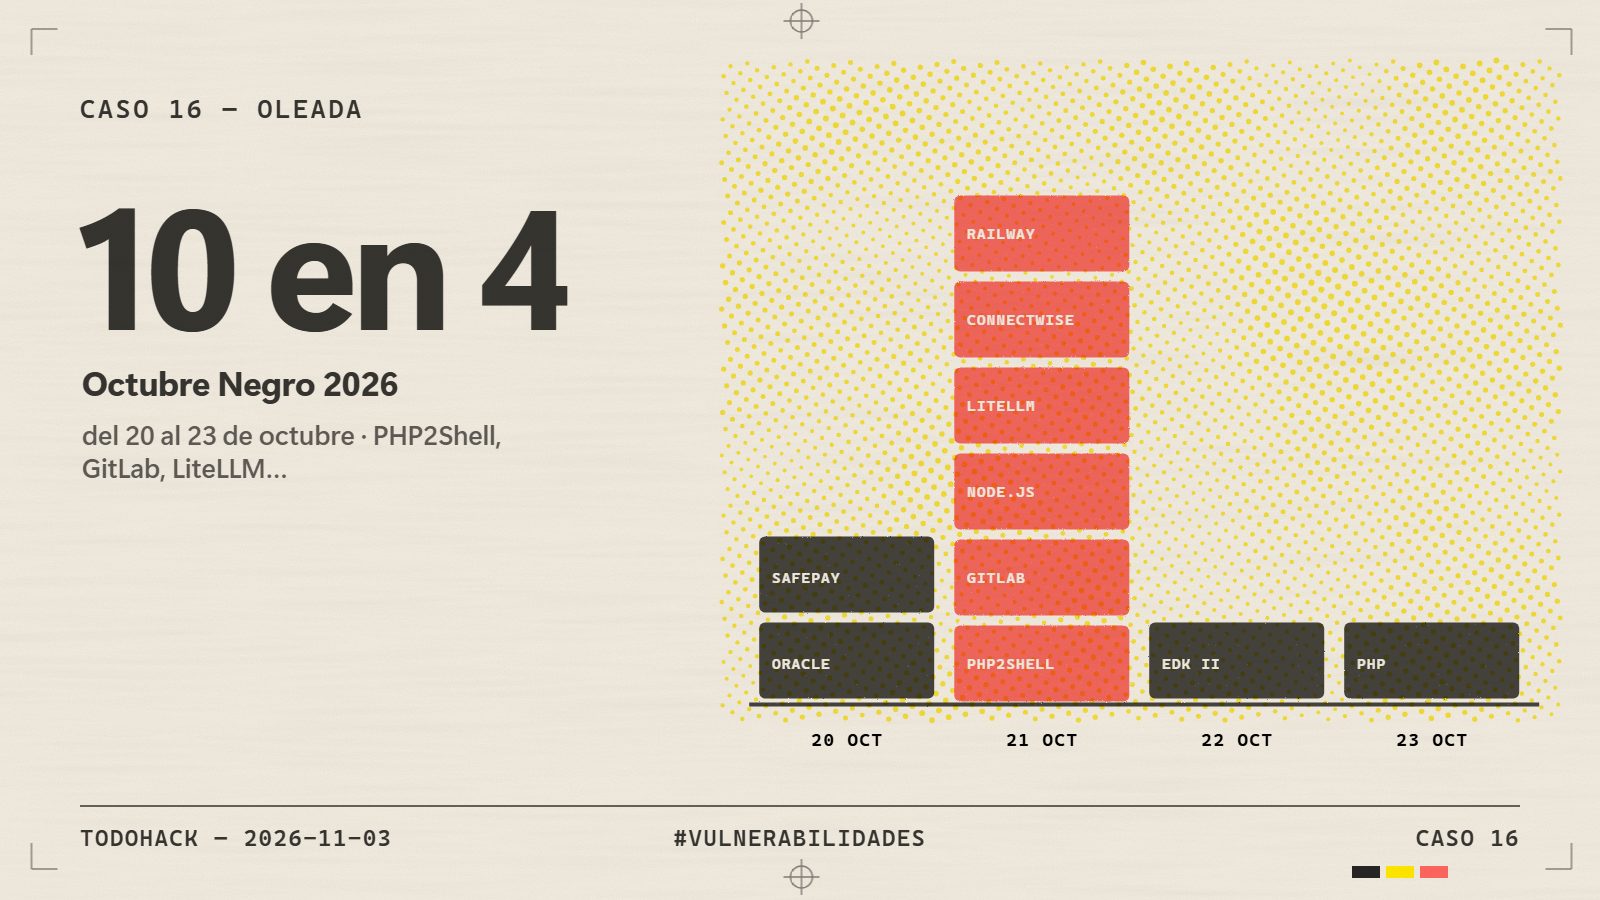 CASO 16 — OLEADA
10 en 4
Octubre Negro 2026
del 20 al 23 de octubre · PHP2Shell,
GitLab, LiteLLM...
RAILWAY
CONNECTWISE
LITELLM
NODE.JS
SAFEPAY
GITLAB
ORACLE
PHP2SHELL
EDK II
PHP
20 OCT
21 OCT
22 OCT
23 OCT
TODOHACK — 2026-11-03
#VULNERABILIDADES
CASO 16